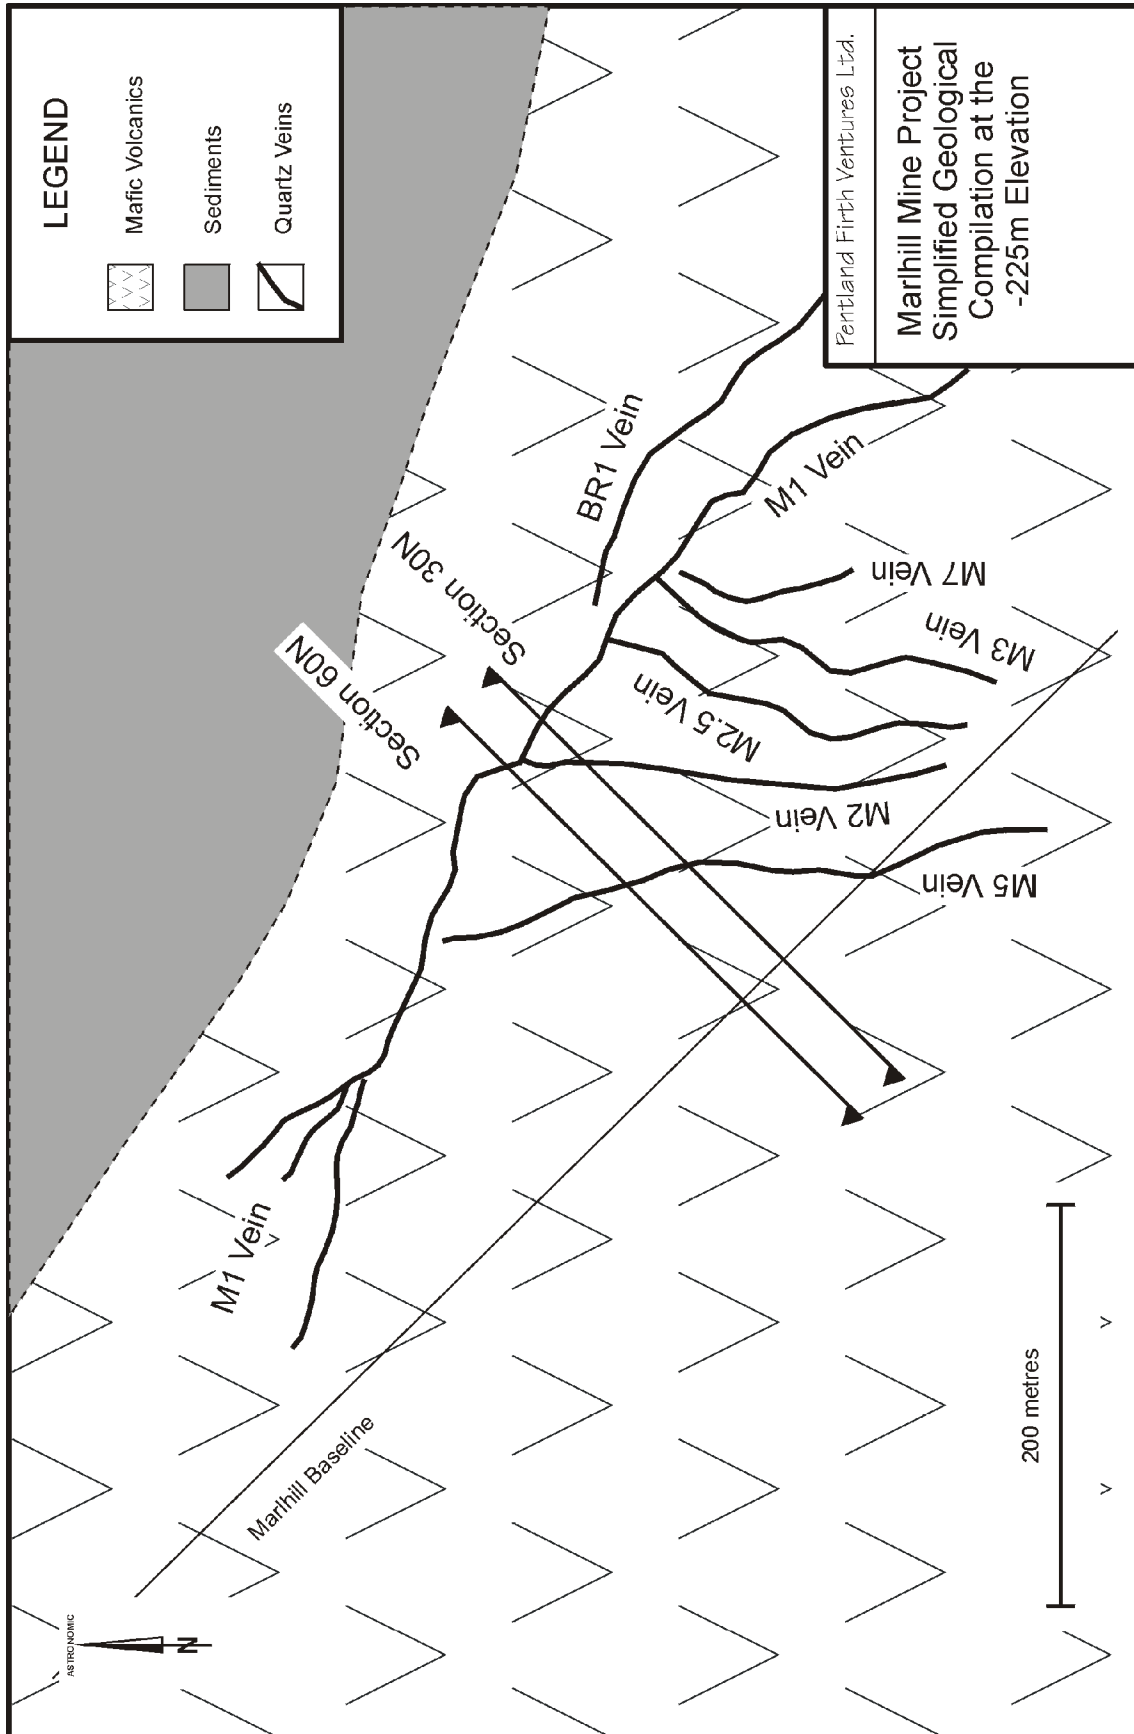 LEGEND
Mafic Volcanics
Sediments
Quartz Veins
Pentland Firth Ventures Ltd.
Marlhill Mine Project
Simplified Geological
Compilation at the
-225m Elevation
ASTRONOMIC
N
Marlhill Baseline
M1 Vein
Section 60N
Section 30N
BR1 Vein
M1 Vein
M7 Vein
M3 Vein
M2.5 Vein
M2 Vein
M5 Vein
200 metres